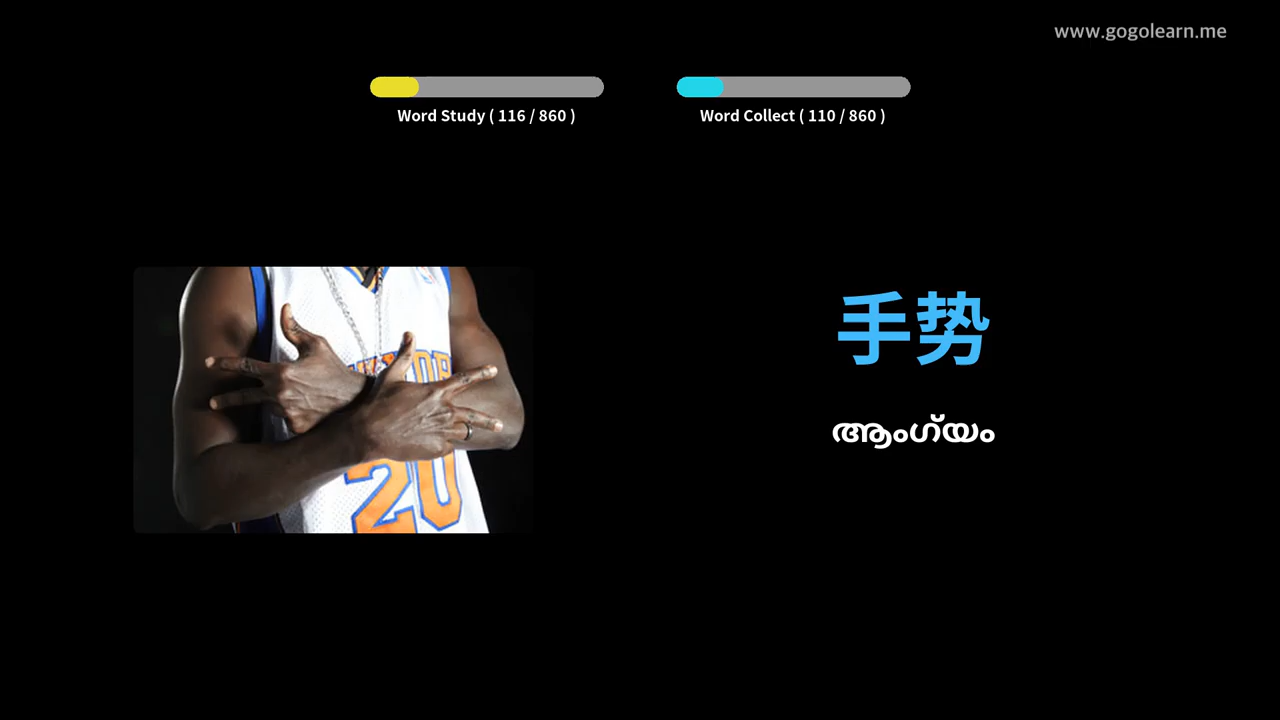 www.gogolearn.me
Word Study ( 116 / 860 )
Word Collect ( 110 / 860 )
手势
ആംഗ്യം
20